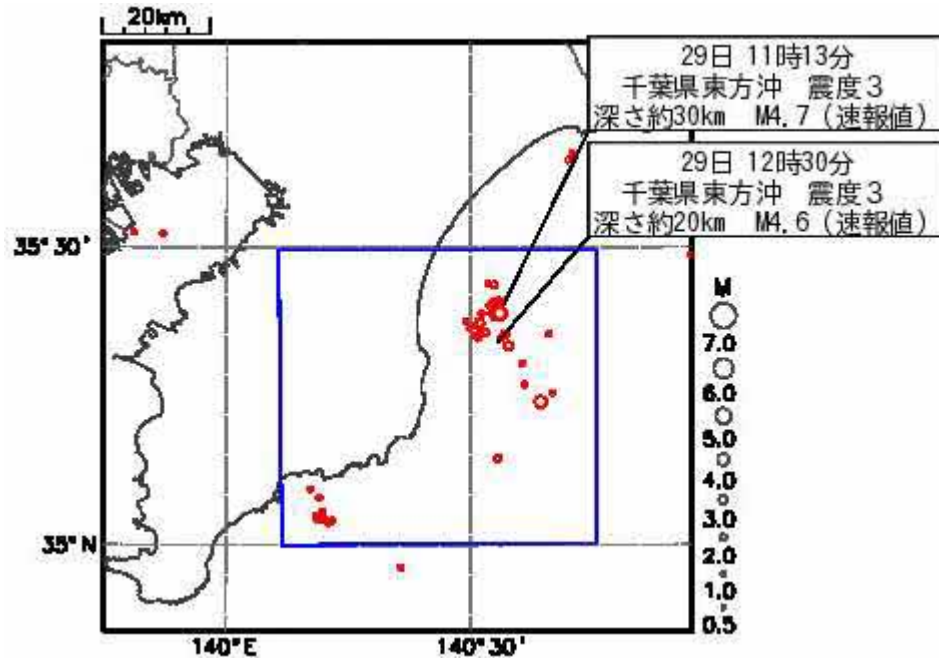 20km
29日 11時13分
千葉県東方沖 震度3
深さ約30km M4.7（速報値）
29日 12時30分
千葉県東方沖 震度3
深さ約20km M4.6（速報値）
35°30'
M
7.0
6.0
5.0
4.0
3.0
2.0
1.0
0.5
35°N
140°E
140°30'